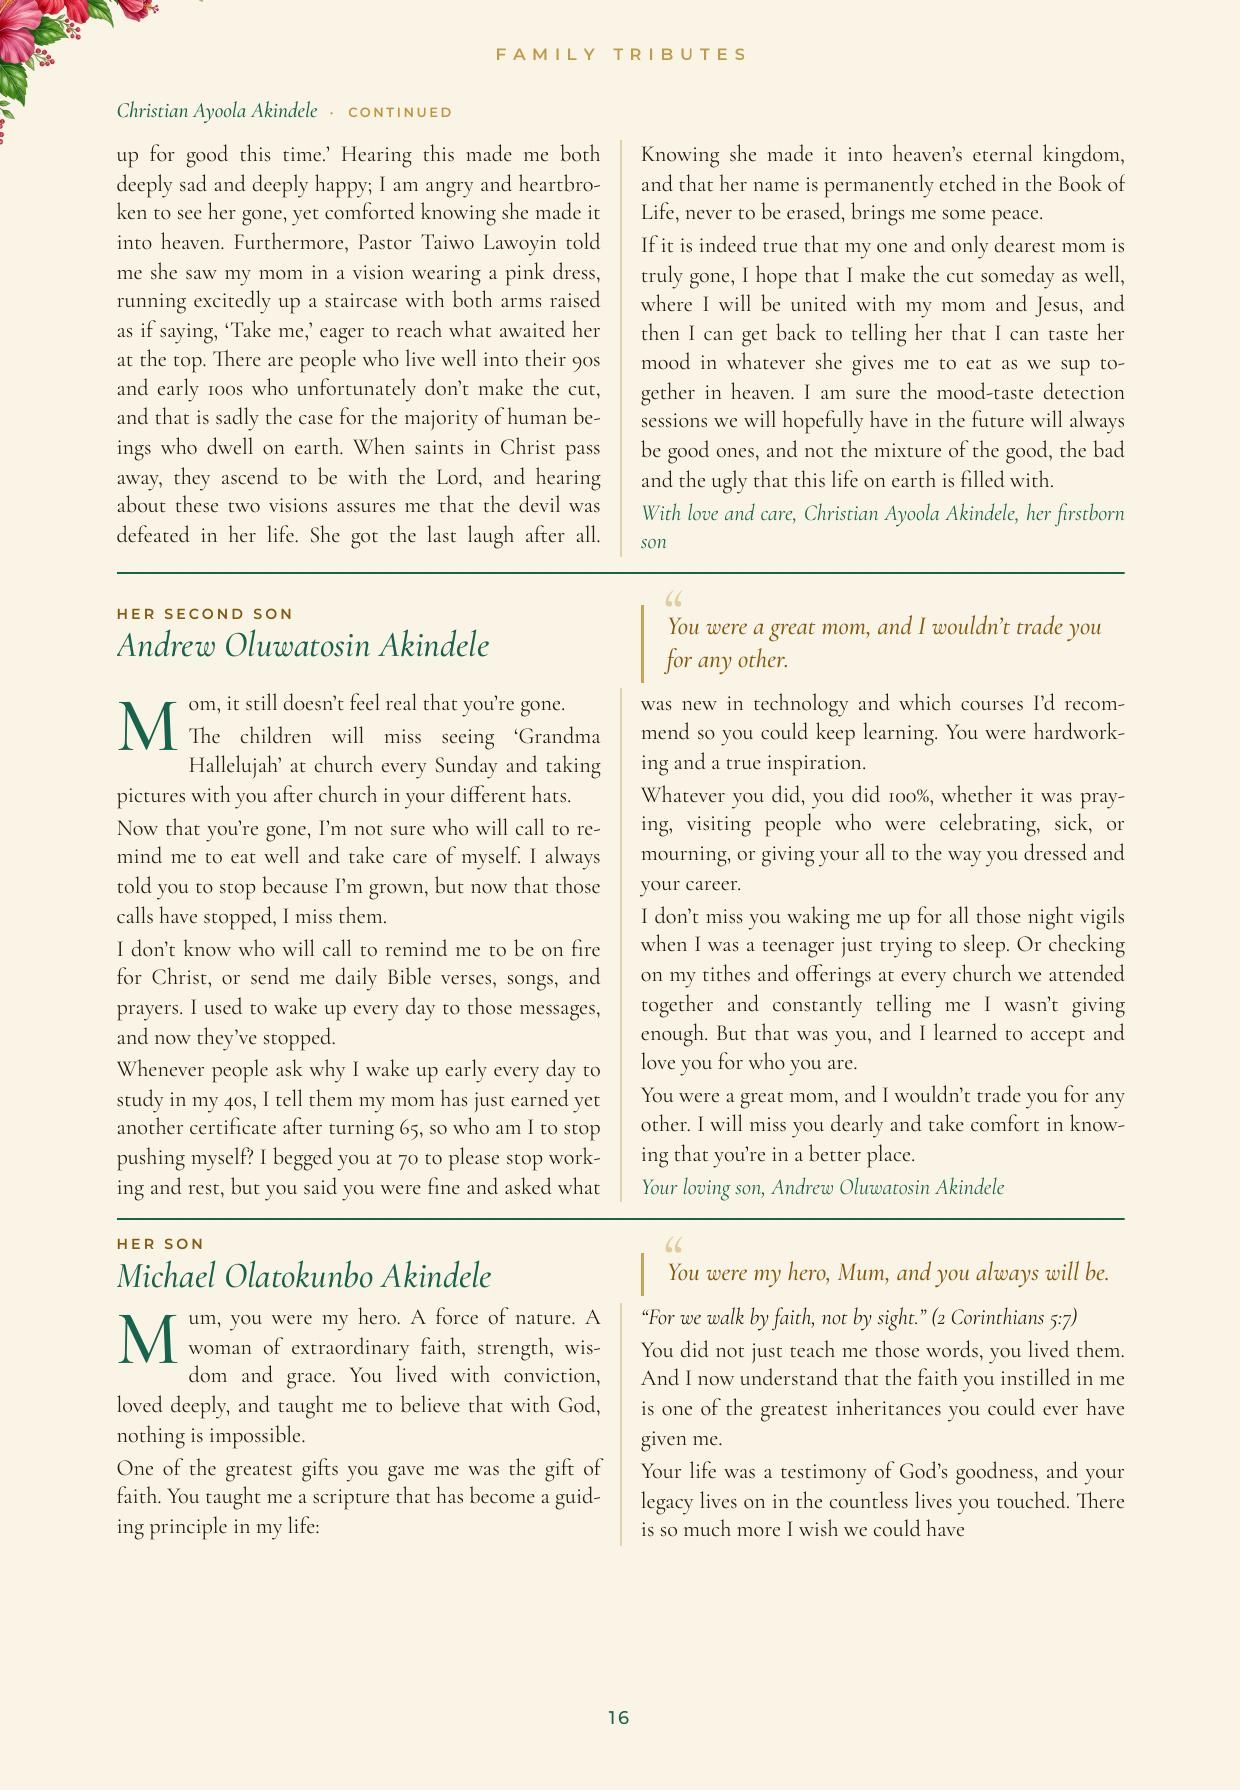 FAMILY TRIBUTES
Christian Ayoola Akindele · CONTINUED
up for good this time.’ Hearing this made me both
deeply sad and deeply happy; I am angry and heartbro-
ken to see her gone, yet comforted knowing she made it
into heaven. Furthermore, Pastor Taiwo Lawoyin told
me she saw my mom in a vision wearing a pink dress,
running excitedly up a staircase with both arms raised
as if saying, ‘Take me,’ eager to reach what awaited her
at the top. There are people who live well into their 90s
and early 100s who unfortunately don’t make the cut,
and that is sadly the case for the majority of human be-
ings who dwell on earth. When saints in Christ pass
away, they ascend to be with the Lord, and hearing
about these two visions assures me that the devil was
defeated in her life. She got the last laugh after all.
Knowing she made it into heaven’s eternal kingdom,
and that her name is permanently etched in the Book of
Life, never to be erased, brings me some peace.
If it is indeed true that my one and only dearest mom is
truly gone, I hope that I make the cut someday as well,
where I will be united with my mom and Jesus, and
then I can get back to telling her that I can taste her
mood in whatever she gives me to eat as we sup to-
gether in heaven. I am sure the mood-taste detection
sessions we will hopefully have in the future will always
be good ones, and not the mixture of the good, the bad
and the ugly that this life on earth is filled with.
With love and care, Christian Ayoola Akindele, her firstborn
son
HER SECOND SON
Andrew Oluwatosin Akindele
“
You were a great mom, and I wouldn’t trade you
for any other.
Mom, it still doesn’t feel real that you’re gone.
The children will miss seeing ‘Grandma
Hallelujah’ at church every Sunday and taking
pictures with you after church in your different hats.
Now that you’re gone, I’m not sure who will call to re-
mind me to eat well and take care of myself. I always
told you to stop because I’m grown, but now that those
calls have stopped, I miss them.
I don’t know who will call to remind me to be on fire
for Christ, or send me daily Bible verses, songs, and
prayers. I used to wake up every day to those messages,
and now they’ve stopped.
Whenever people ask why I wake up early every day to
study in my 40s, I tell them my mom has just earned yet
another certificate after turning 65, so who am I to stop
pushing myself? I begged you at 70 to please stop work-
ing and rest, but you said you were fine and asked what
was new in technology and which courses I’d recom-
mend so you could keep learning. You were hardwork-
ing and a true inspiration.
Whatever you did, you did 100%, whether it was pray-
ing, visiting people who were celebrating, sick, or
mourning, or giving your all to the way you dressed and
your career.
I don’t miss you waking me up for all those night vigils
when I was a teenager just trying to sleep. Or checking
on my tithes and offerings at every church we attended
together and constantly telling me I wasn’t giving
enough. But that was you, and I learned to accept and
love you for who you are.
You were a great mom, and I wouldn’t trade you for any
other. I will miss you dearly and take comfort in know-
ing that you’re in a better place.
Your loving son, Andrew Oluwatosin Akindele
HER SON
Michael Olatokunbo Akindele
“
You were my hero, Mum, and you always will be.
Mum, you were my hero. A force of nature. A
woman of extraordinary faith, strength, wis-
dom and grace. You lived with conviction,
loved deeply, and taught me to believe that with God,
nothing is impossible.
One of the greatest gifts you gave me was the gift of
faith. You taught me a scripture that has become a guid-
ing principle in my life:
“For we walk by faith, not by sight.” (2 Corinthians 5:7)
You did not just teach me those words, you lived them.
And I now understand that the faith you instilled in me
is one of the greatest inheritances you could ever have
given me.
Your life was a testimony of God’s goodness, and your
legacy lives on in the countless lives you touched. There
is so much more I wish we could have
16